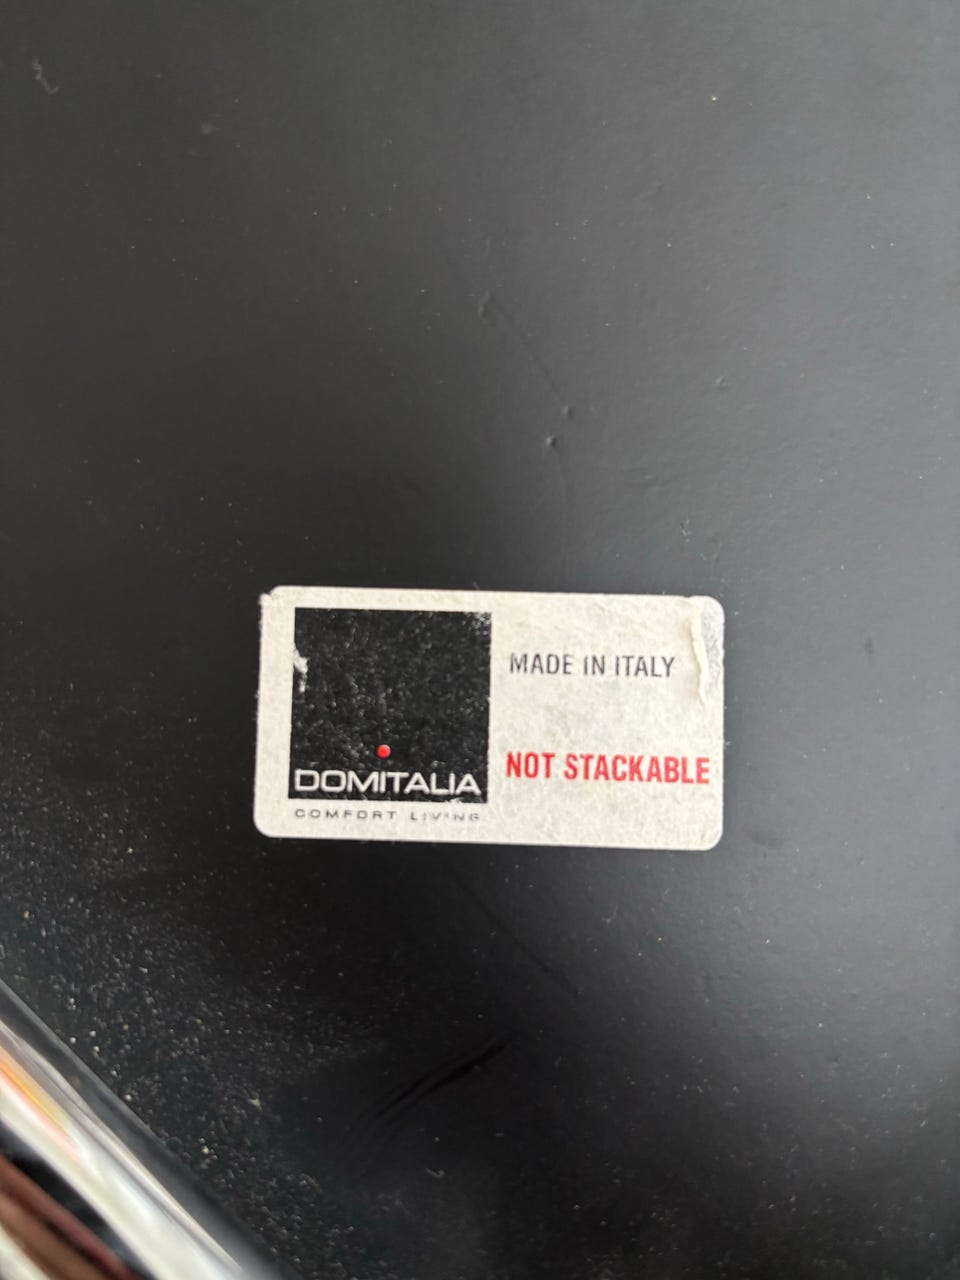 DOMITALIA
COMFORT LIVING
MADE IN ITALY
NOT STACKABLE